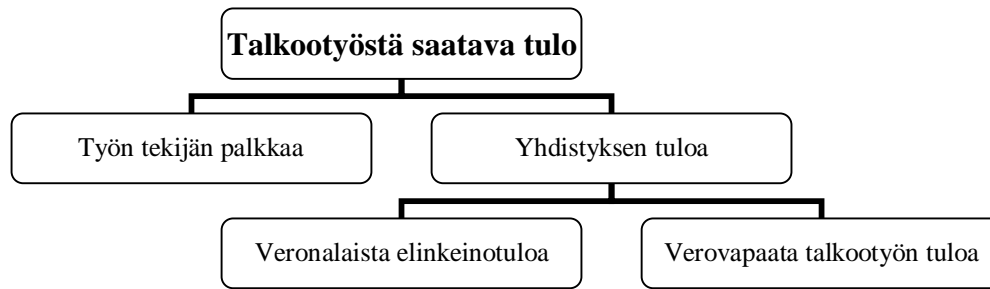 Talkootyöstä saatava tulo
Työn tekijän palkkaa
Yhdistyksen tuloa
Veronalaista elinkeinotuloa
Verovapaata talkootyön tuloa